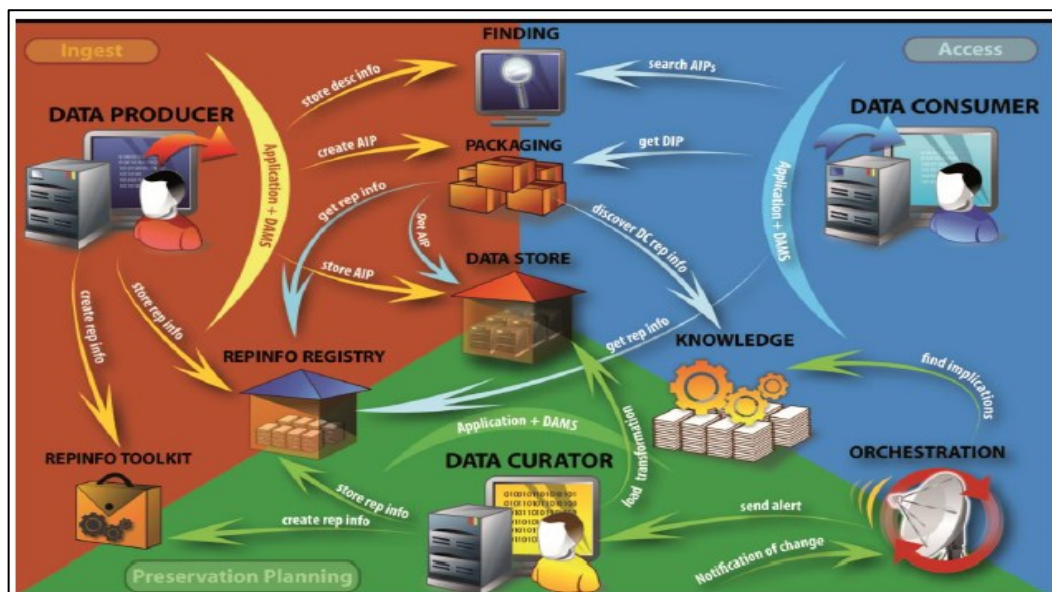 Ingest
FINDING
Access
store desc info
search AIPs
DATA PRODUCER
DATA CONSUMER
Application + DAMS
create AIP
PACKAGING
get DIP
Application + DAMS
get rep info
got AIP
discover DC rep info
store AIP
DATA STORE
create rep info
store rep info
get rep info
REPINFO REGISTRY
KNOWLEDGE
find implications
Application + DAMS
load transformation
REPINFO TOOLKIT
DATA CURATOR
ORCHESTRATION
store rep info
create rep info
send alert
Notification of change
Preservation Planning